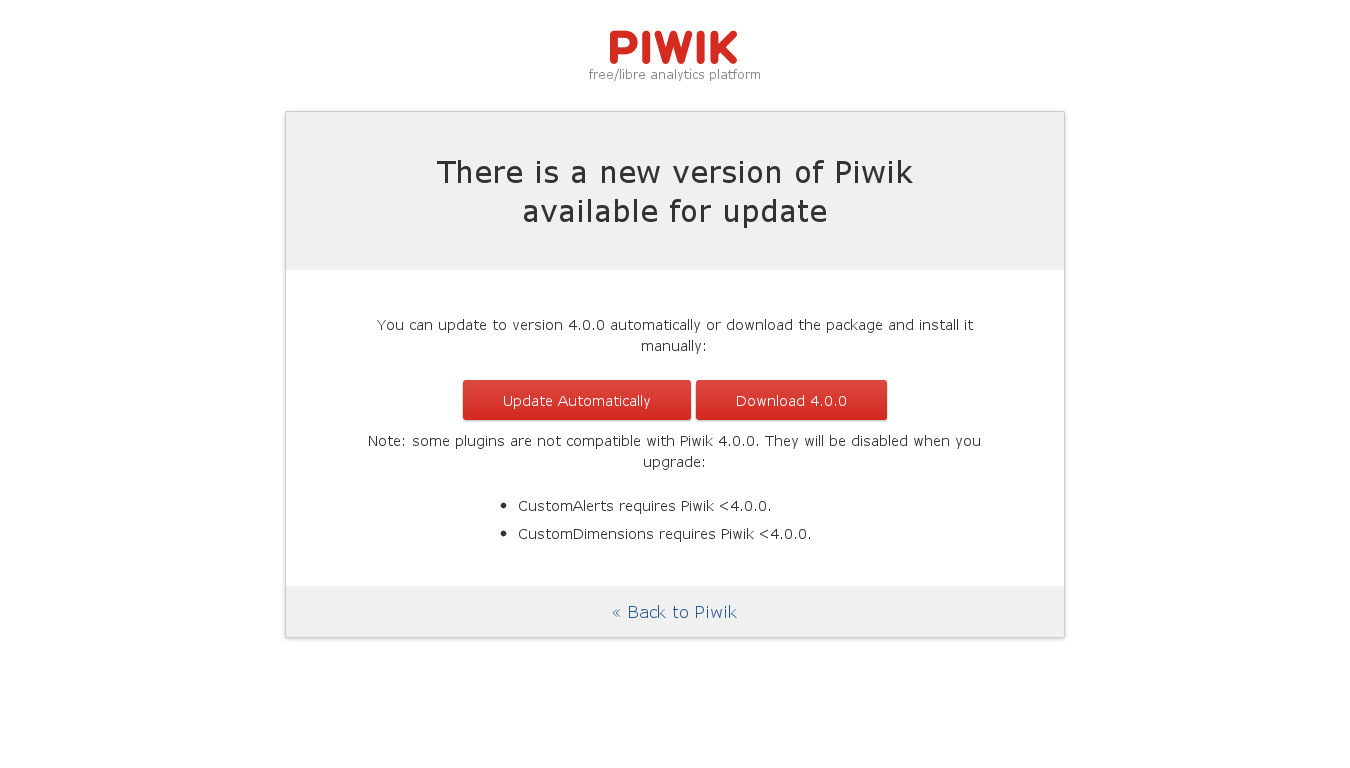 PIWIK
free/libre analytics platform
There is a new version of Piwik
available for update
You can update to version 4.0.0 automatically or download the package and install it
manually:
Update Automatically Download 4.0.0
Note: some plugins are not compatible with Piwik 4.0.0. They will be disabled when you
upgrade:
• CustomAlerts requires Piwik <4.0.0.
• CustomDimensions requires Piwik <4.0.0.
« Back to Piwik